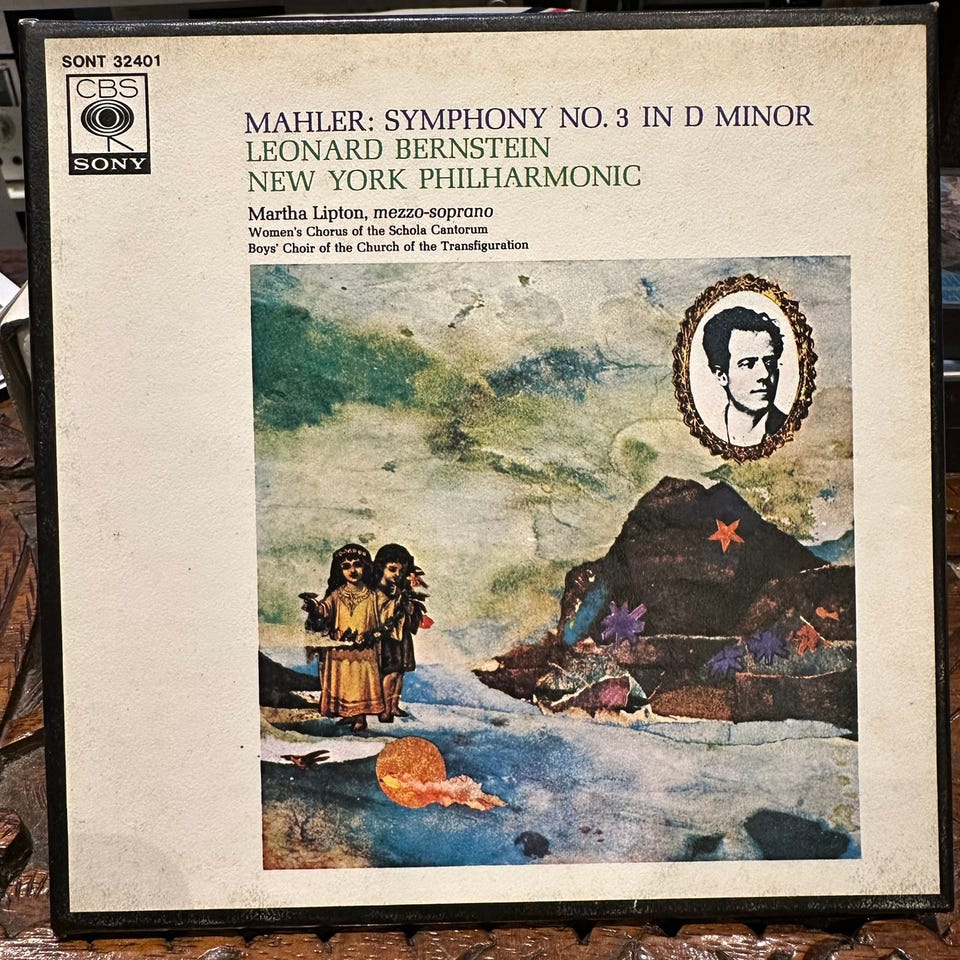 SONT 32401
CBS
SONY
MAHLER: SYMPHONY NO. 3 IN D MINOR
LEONARD BERNSTEIN
NEW YORK PHILHARMONIC
Martha Lipton, mezzo-soprano
Women's Chorus of the Schola Cantorum
Boys' Choir of the Church of the Transfiguration